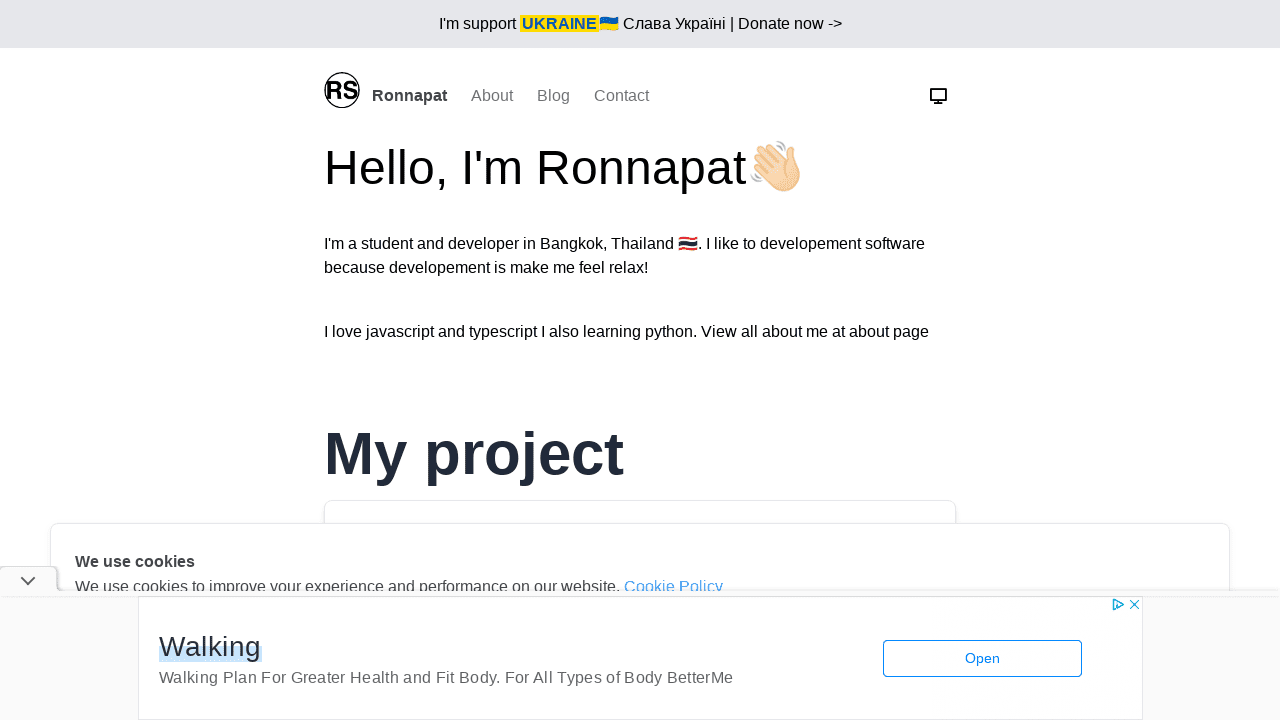 I'm support UKRAINE🇺🇦 Слава Україні | Donate now ->
RS Ronnapat About Blog Contact
Hello, I'm Ronnapat👋🏻
I'm a student and developer in Bangkok, Thailand 🇹🇭. I like to developement software
because developement is make me feel relax!
I love javascript and typescript I also learning python. View all about me at about page
My project
We use cookies
We use cookies to improve your experience and performance on our website. Cookie Policy
Walking
Walking Plan For Greater Health and Fit Body. For All Types of Body BetterMe
Open